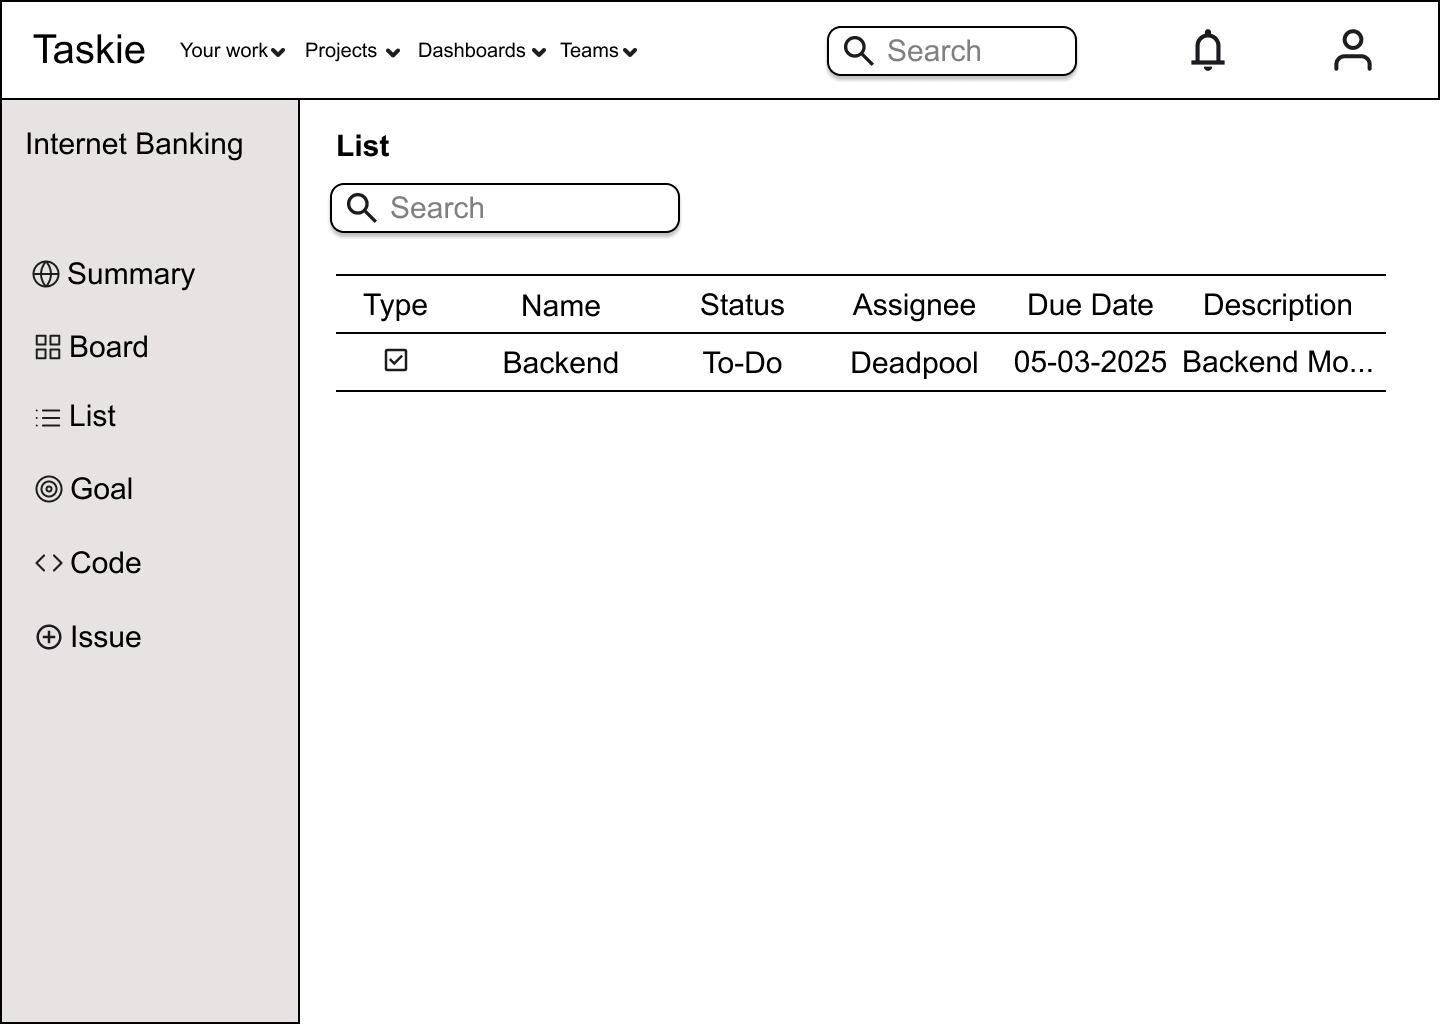 Taskie Your work Projects Dashboards Teams Search
Internet Banking
Summary
Board
List
Goal
Code
Issue
List
Search
Type Name Status Assignee Due Date Description
Backend To-Do Deadpool 05-03-2025 Backend Mo...